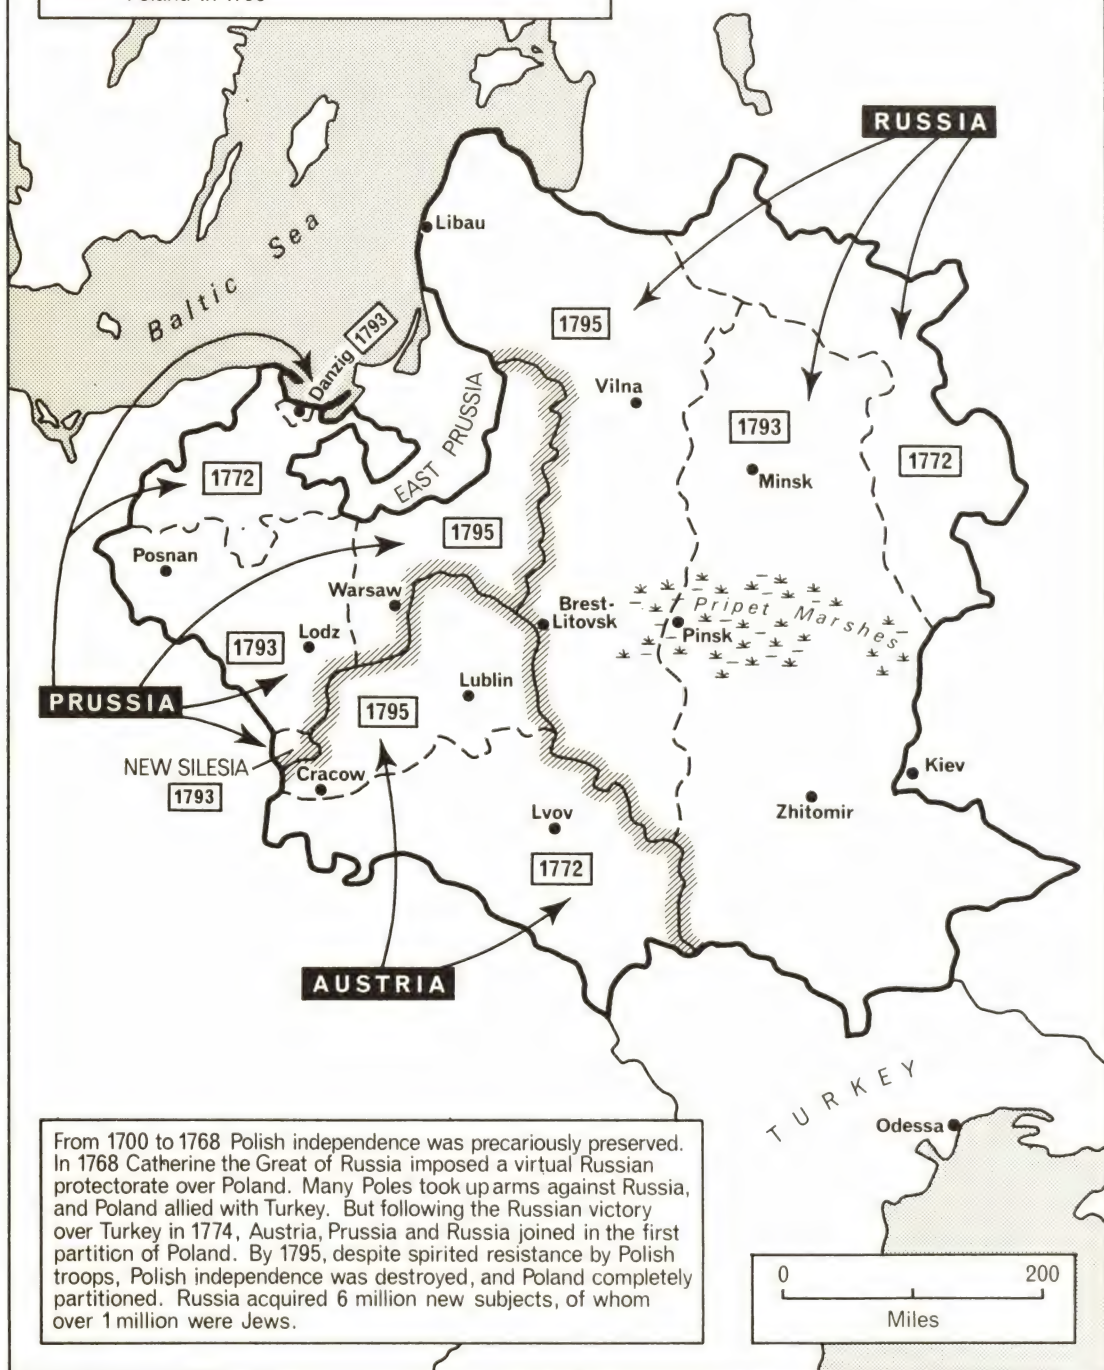 RUSSIA
Libau
Baltic Sea
Danzig 1793
1795
Vilna
EAST PRUSSIA
1793
Minsk
1772
1772
1795
Posnan
Warsaw
Brest-
Litovsk
Pripet Marshes
Pinsk
1793
Lodz
PRUSSIA
Lublin
1795
NEW SILESIA
1793
Cracow
Kiev
Zhitomir
Lvov
1772
AUSTRIA
TURKEY
Odessa
From 1700 to 1768 Polish independence was precariously preserved.
In 1768 Catherine the Great of Russia imposed a virtual Russian
protectorate over Poland. Many Poles took up arms against Russia,
and Poland allied with Turkey. But following the Russian victory
over Turkey in 1774, Austria, Prussia and Russia joined in the first
partition of Poland. By 1795, despite spirited resistance by Polish
troops, Polish independence was destroyed, and Poland completely
partitioned. Russia acquired 6 million new subjects, of whom
over 1 million were Jews.
0 200
Miles